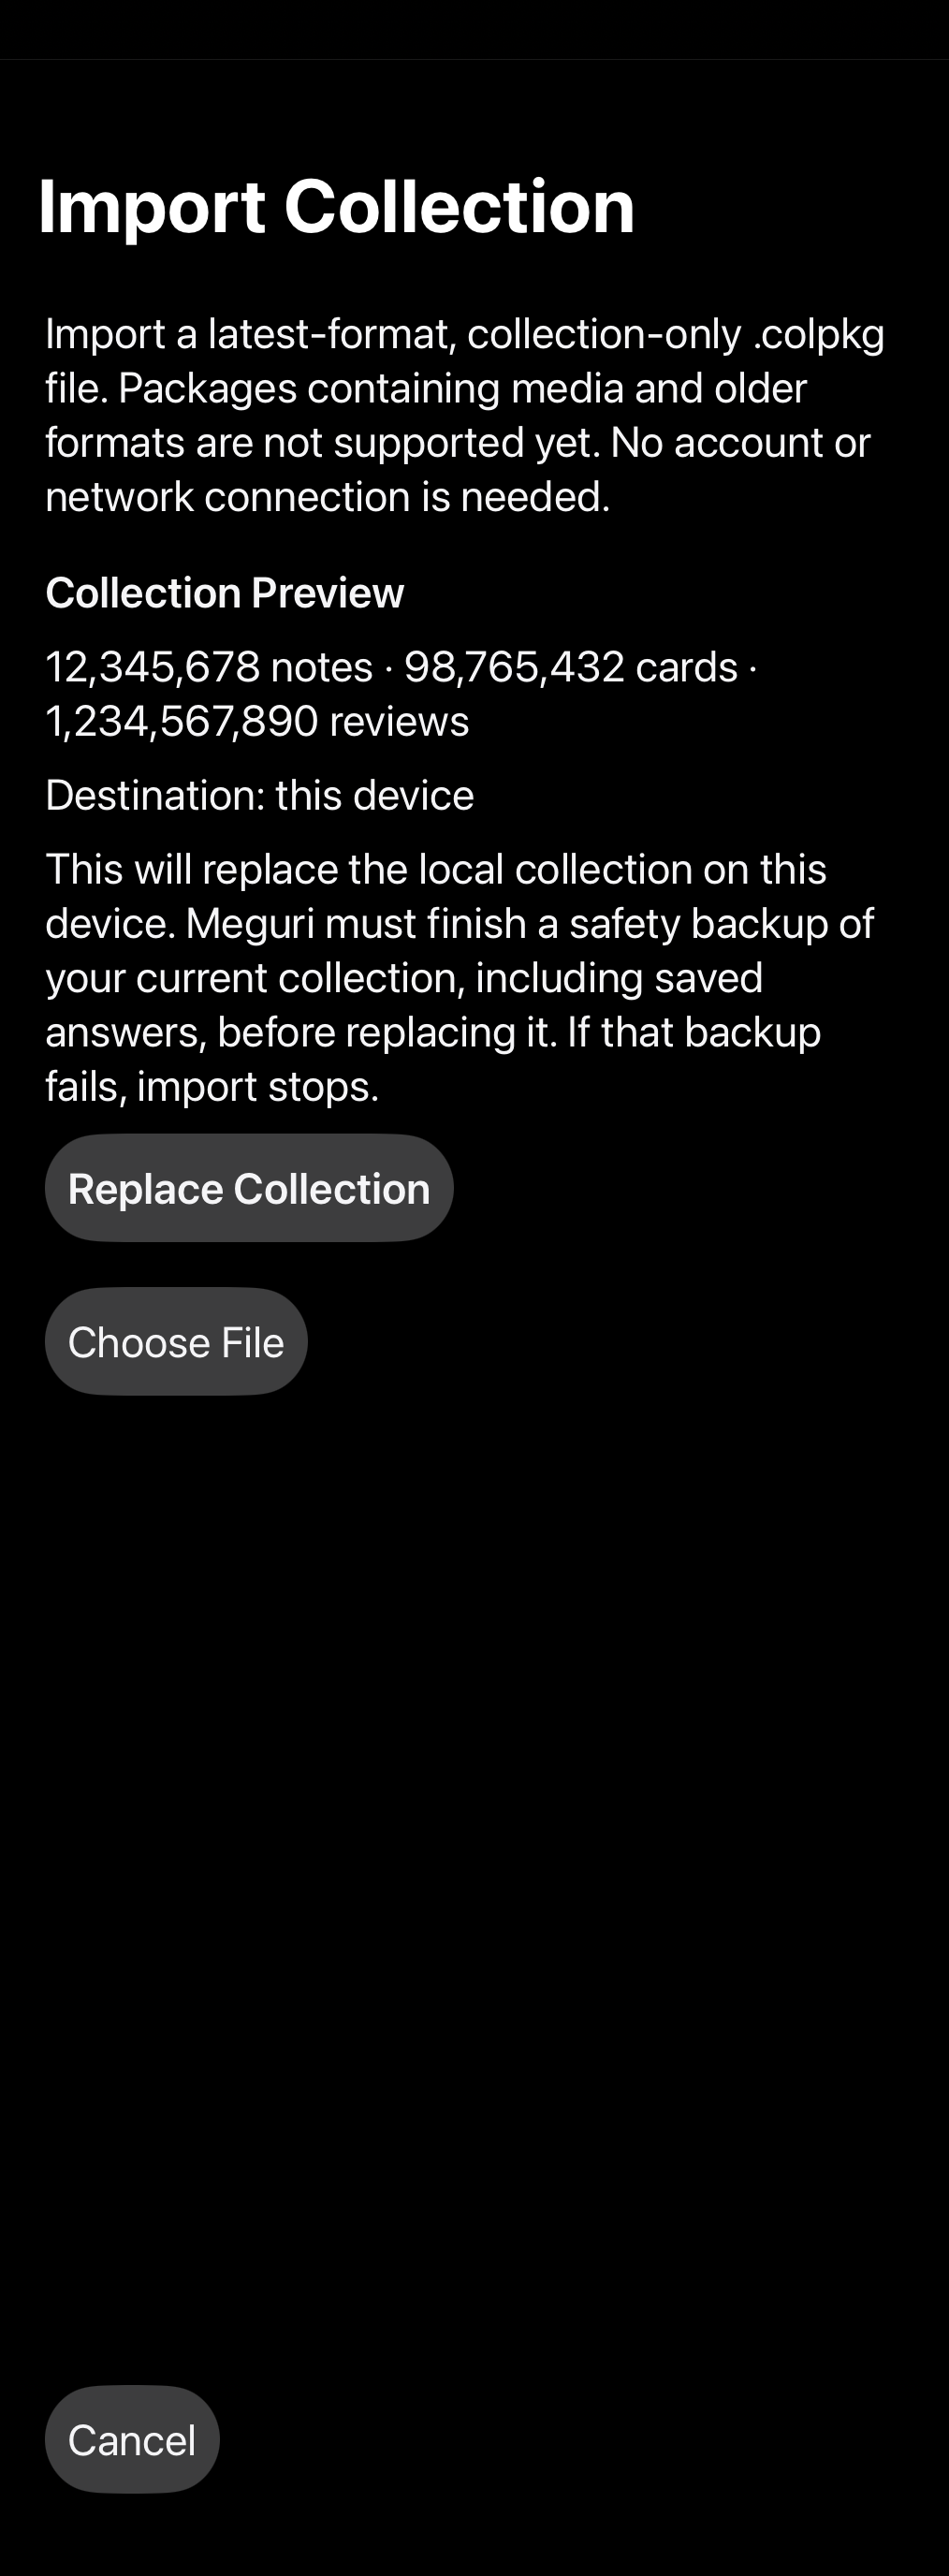 Import Collection
Import a latest-format, collection-only .colpkg
file. Packages containing media and older
formats are not supported yet. No account or
network connection is needed.
Collection Preview
12,345,678 notes · 98,765,432 cards ·
1,234,567,890 reviews
Destination: this device
This will replace the local collection on this
device. Meguri must finish a safety backup of
your current collection, including saved
answers, before replacing it. If that backup
fails, import stops.
Replace Collection
Choose File
Cancel